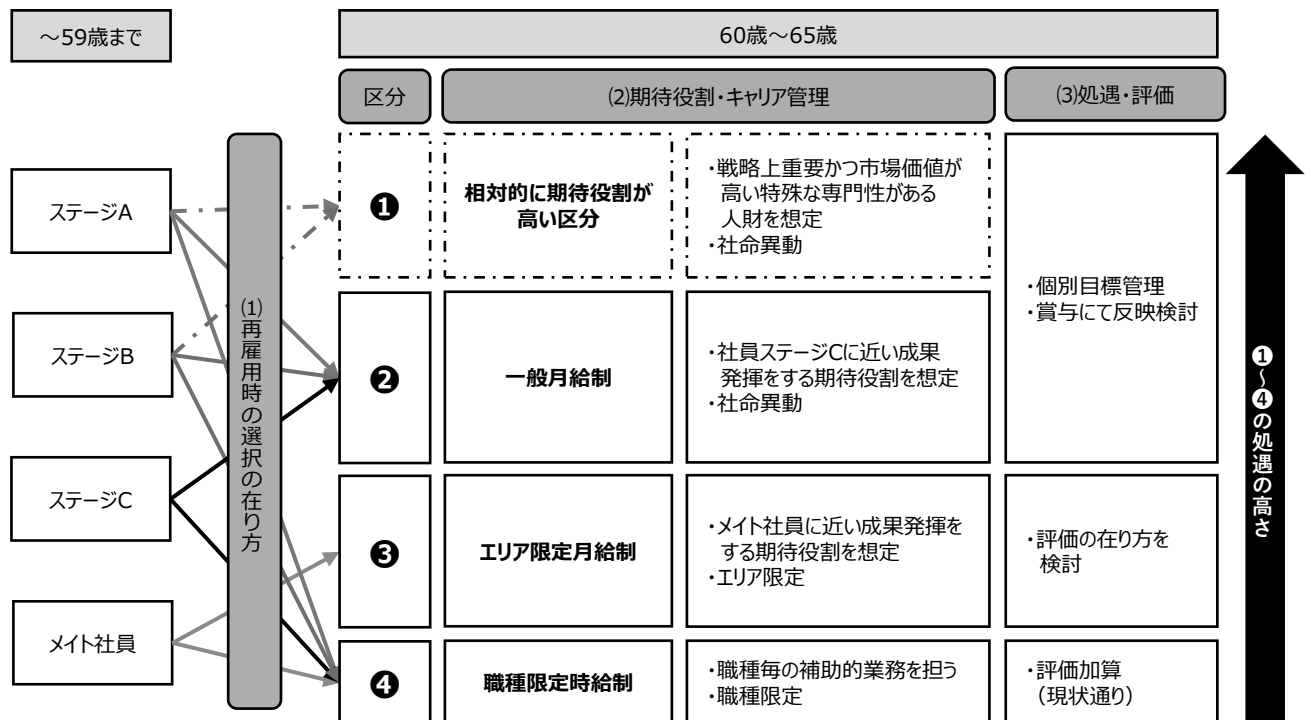 ～59歳まで
60歳～65歳
区分
⑵期待役割・キャリア管理
⑶処遇・評価
⑴再雇用時の選択の在り方
ステージA
ステージB
ステージC
メイト社員
❶
相対的に期待役割が
高い区分
・戦略上重要かつ市場価値が
高い特殊な専門性がある
人財を想定
・社命異動
・個別目標管理
・賞与にて反映検討
❷
一般月給制
・社員ステージCに近い成果
発揮をする期待役割を想定
・社命異動
❸
エリア限定月給制
・メイト社員に近い成果発揮を
する期待役割を想定
・エリア限定
・評価の在り方を
検討
❹
職種限定時給制
・職種毎の補助的業務を担う
・職種限定
・評価加算
（現状通り）
❶～❹の処遇の高さ